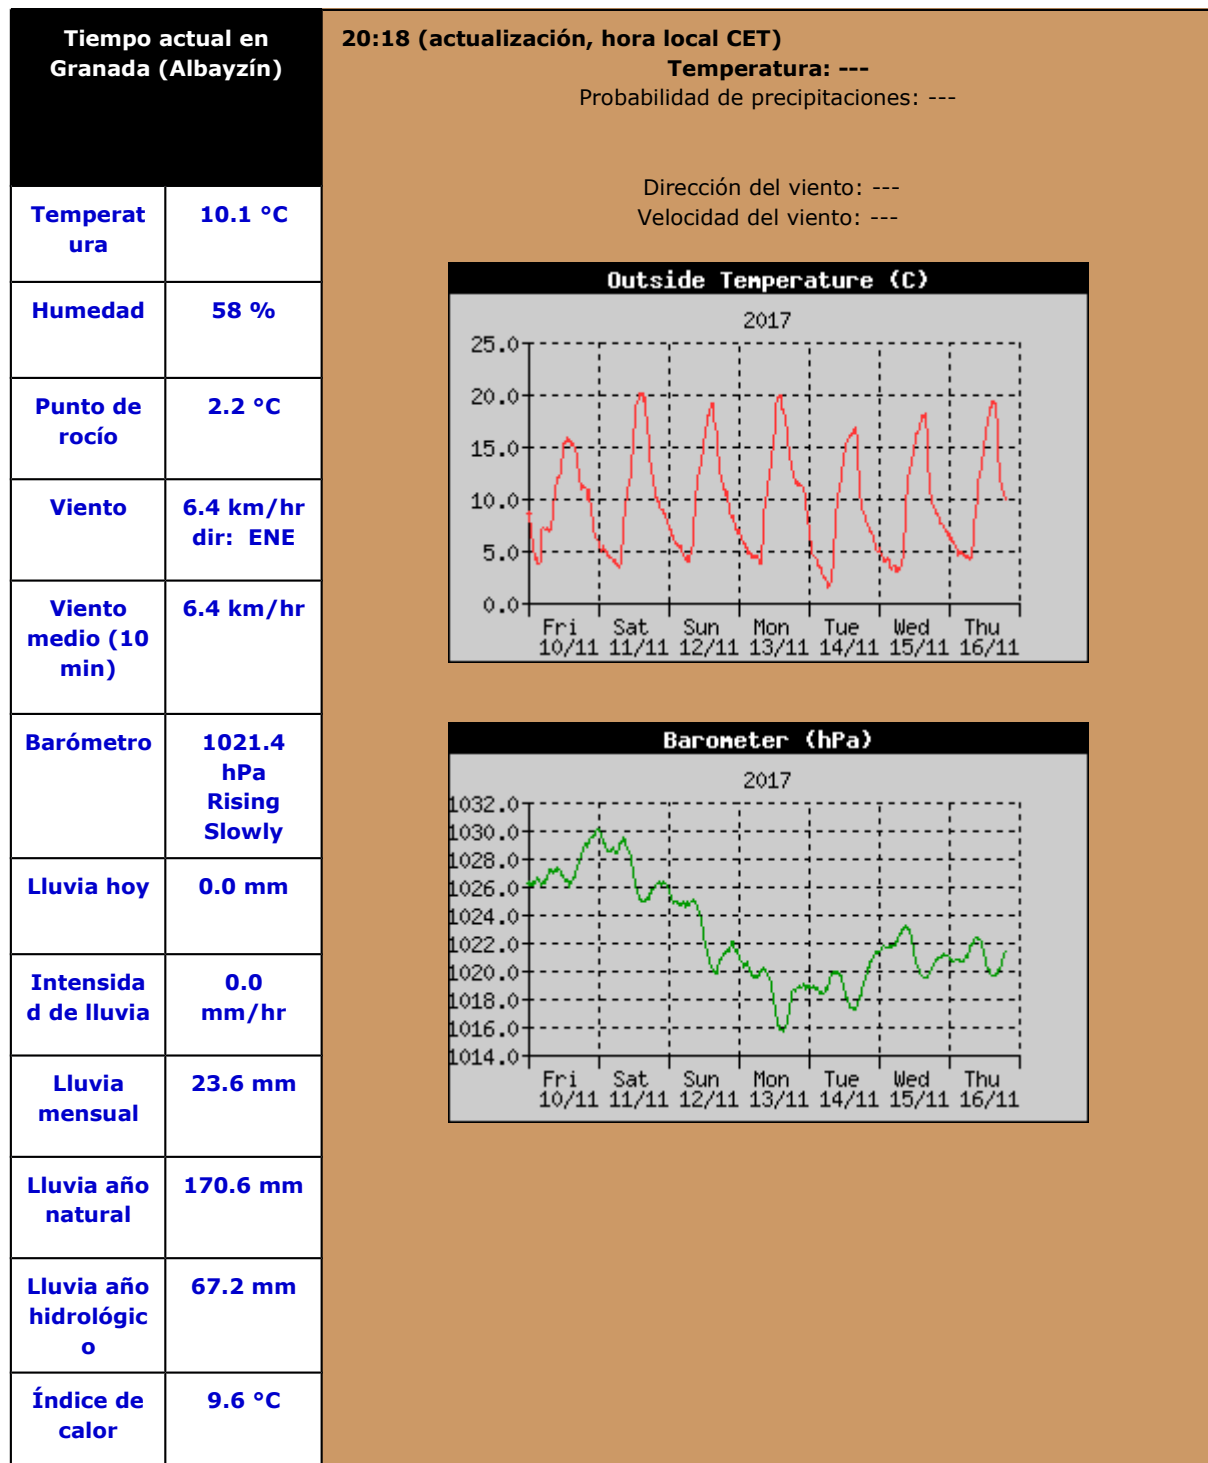 Tiempo actual en
Granada (Albayzín)
20:18 (actualización, hora local CET)
Temperatura: ---
Probabilidad de precipitaciones: ---
Dirección del viento: ---
Velocidad del viento: ---
Temperat
ura
10.1 °C
Humedad
58 %
Punto de
rocío
2.2 °C
Viento
6.4 km/hr
dir: ENE
Viento
medio (10
min)
6.4 km/hr
Barómetro
1021.4
hPa
Rising
Slowly
Lluvia hoy
0.0 mm
Intensida
d de lluvia
0.0
mm/hr
Lluvia
mensual
23.6 mm
Lluvia año
natural
170.6 mm
Lluvia año
hidrológic
o
67.2 mm
Índice de
calor
9.6 °C
Outside Temperature (C)
2017
25.0
20.0
15.0
10.0
5.0
0.0
Fri Sat Sun Mon Tue Wed Thu
10/11 11/11 12/11 13/11 14/11 15/11 16/11
Barometer (hPa)
2017
1032.0
1030.0
1028.0
1026.0
1024.0
1022.0
1020.0
1018.0
1016.0
1014.0
Fri Sat Sun Mon Tue Wed Thu
10/11 11/11 12/11 13/11 14/11 15/11 16/11